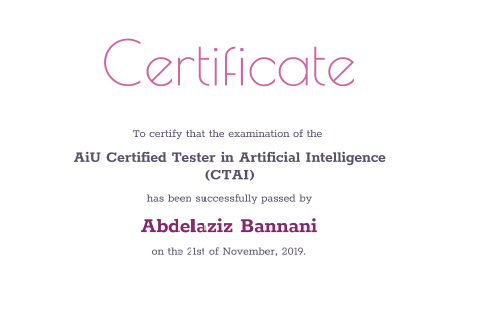 Certificate
To certify that the examination of the
AiU Certified Tester in Artificial Intelligence
(CTAI)
has been successfully passed by
Abdelaziz Bannani
on the 21st of November, 2019.